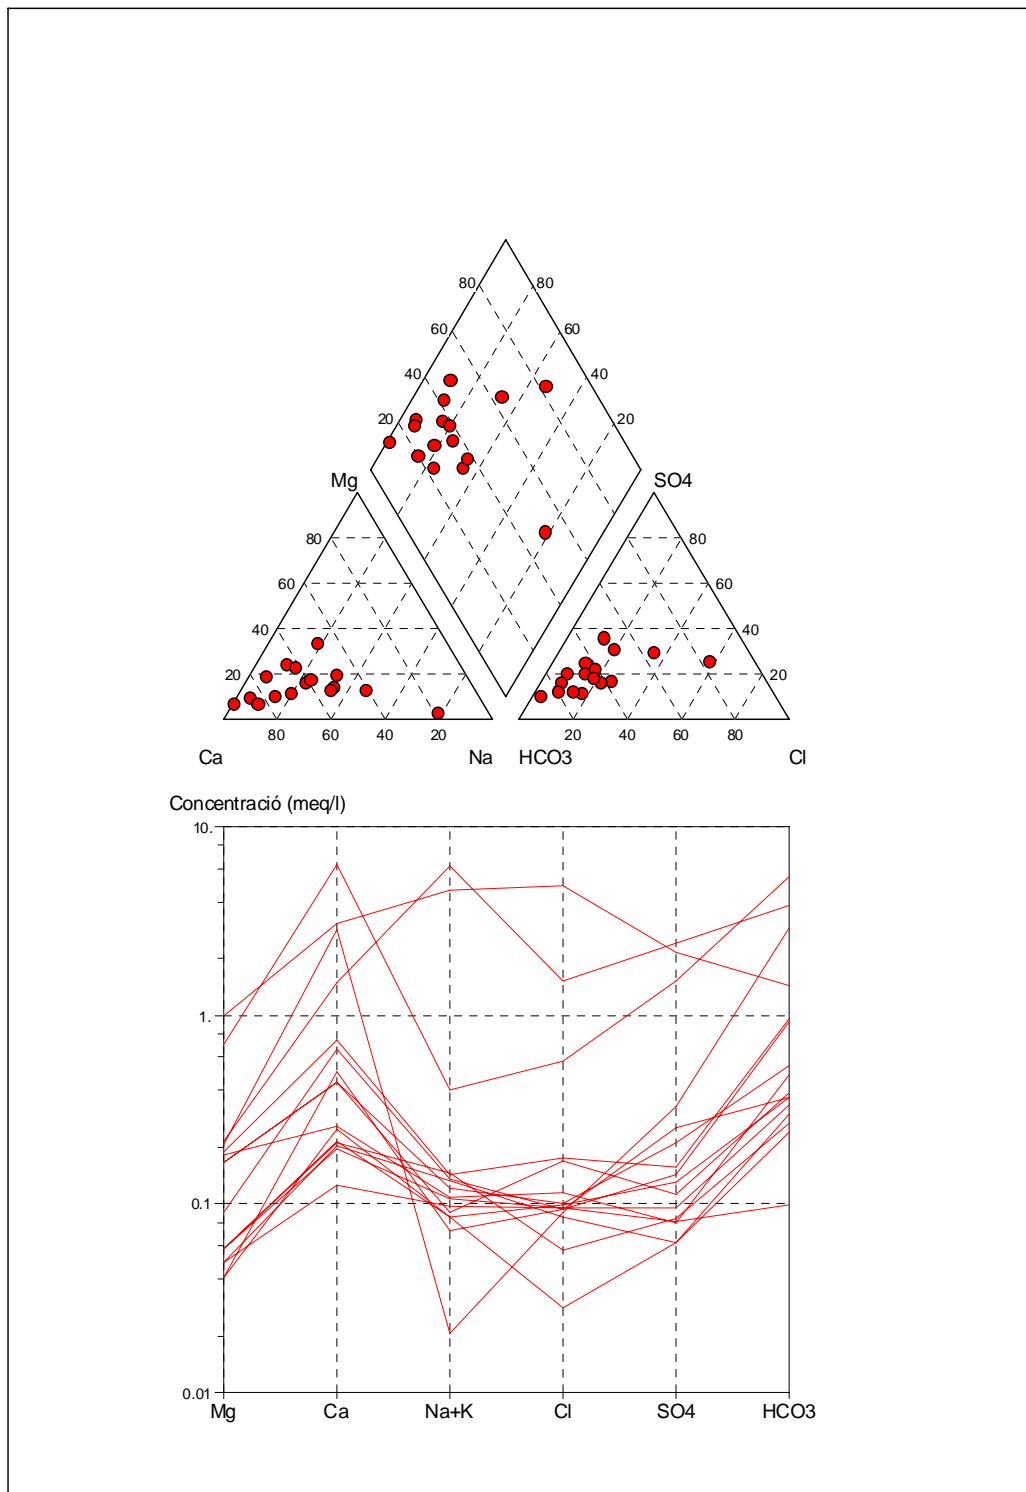 80 80
60 60
40 40
20 20
Mg SO4
80 80
60 60
40 40
20 20
80 60 40 20 20 40 60 80
Ca Na HCO3 Cl
Concentració (meq/l)
10.
1.
0.1
0.01
Mg Ca Na+K Cl SO4 HCO3